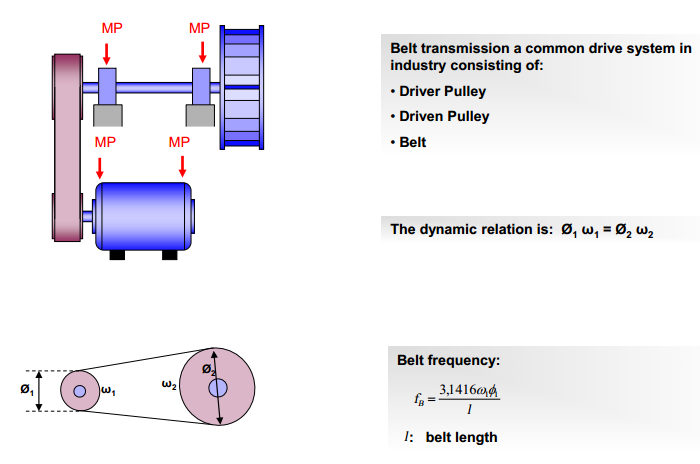 MP MP
Belt transmission a common drive system in
industry consisting of:
• Driver Pulley
• Driven Pulley
• Belt
MP MP
The dynamic relation is: Ø₁ ω₁ = Ø₂ ω₂
Ø₁ ω₁ ω₂ Ø₂
Belt frequency:
f_B = 3,1416ω₁ϕ₁ / l
l: belt length